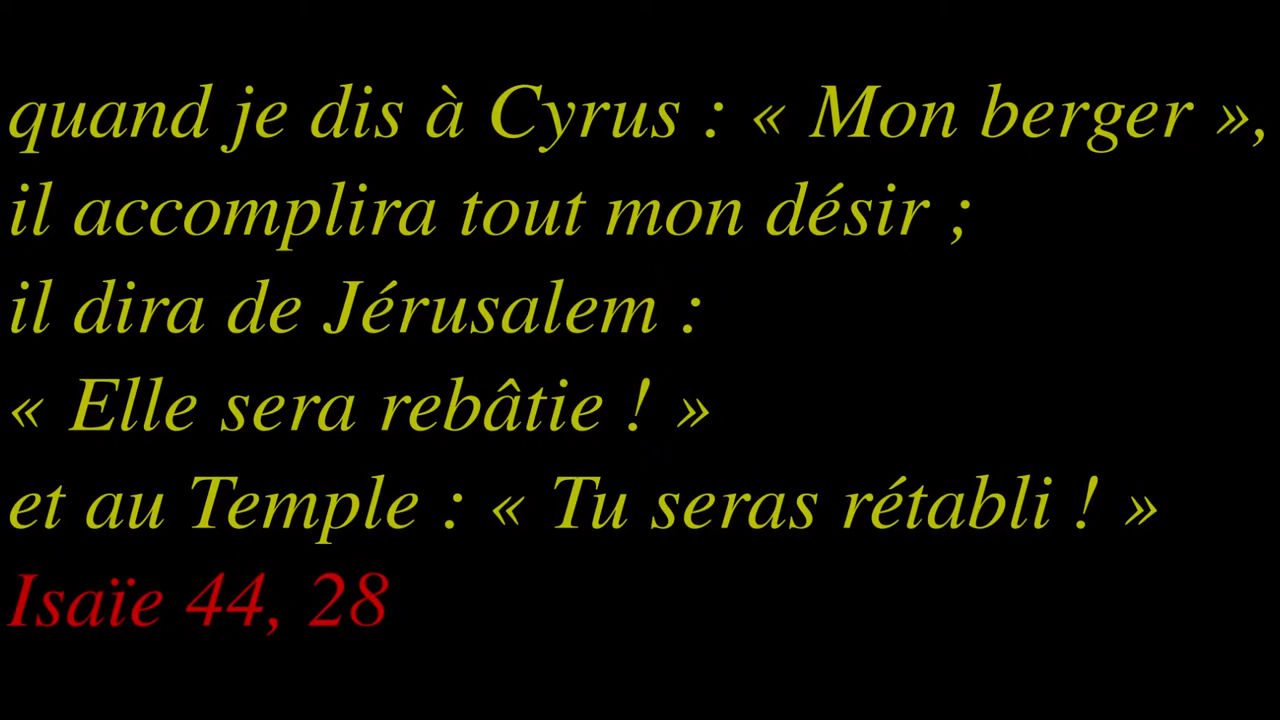 quand je dis à Cyrus : « Mon berger »,
il accomplira tout mon désir ;
il dira de Jérusalem :
« Elle sera rebâtie ! »
et au Temple : « Tu seras rétabli ! »
Isaïe 44, 28